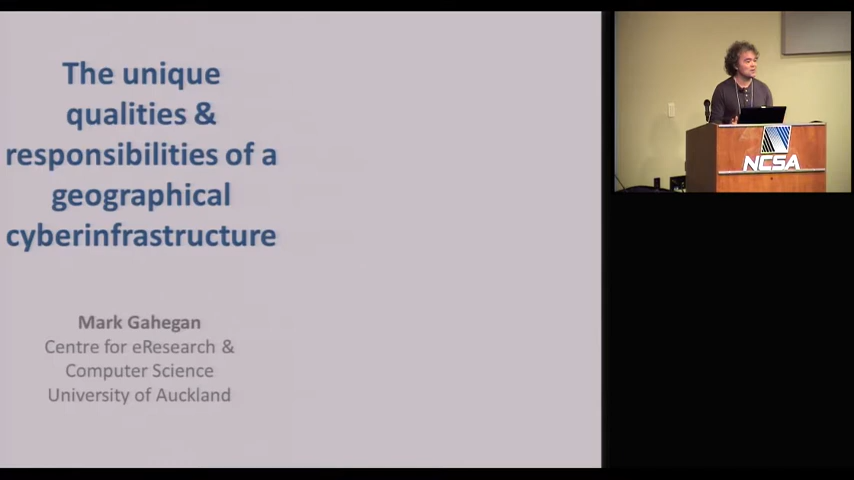 The unique
qualities &
responsibilities of a
geographical
cyberinfrastructure
Mark Gahegan
Centre for eResearch &
Computer Science
University of Auckland
NCSA